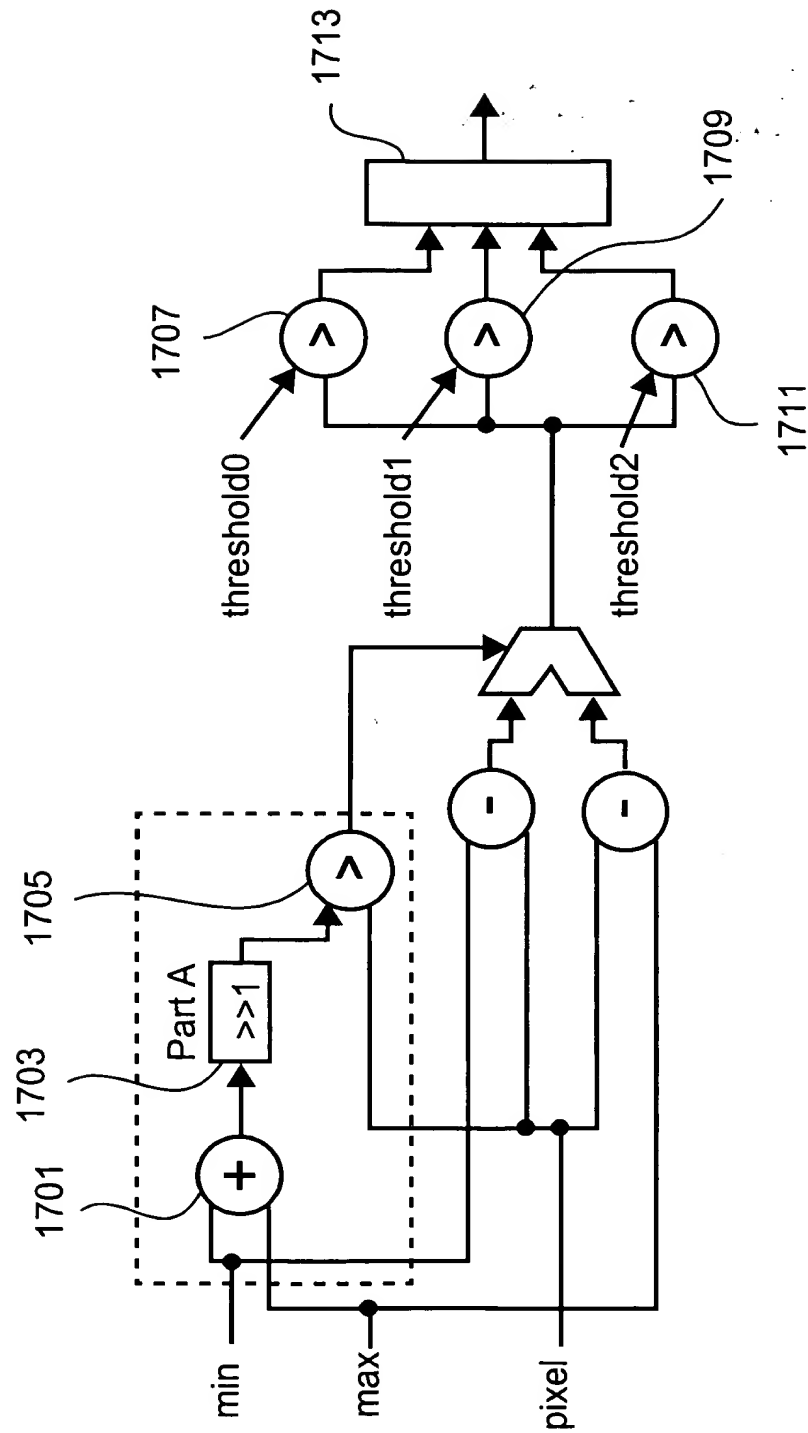 1701
1703
Part A
>>1
1705
+
>
min
max
pixel
-
-
threshold0
threshold1
threshold2
1707
>
>
>
1709
1711
1713